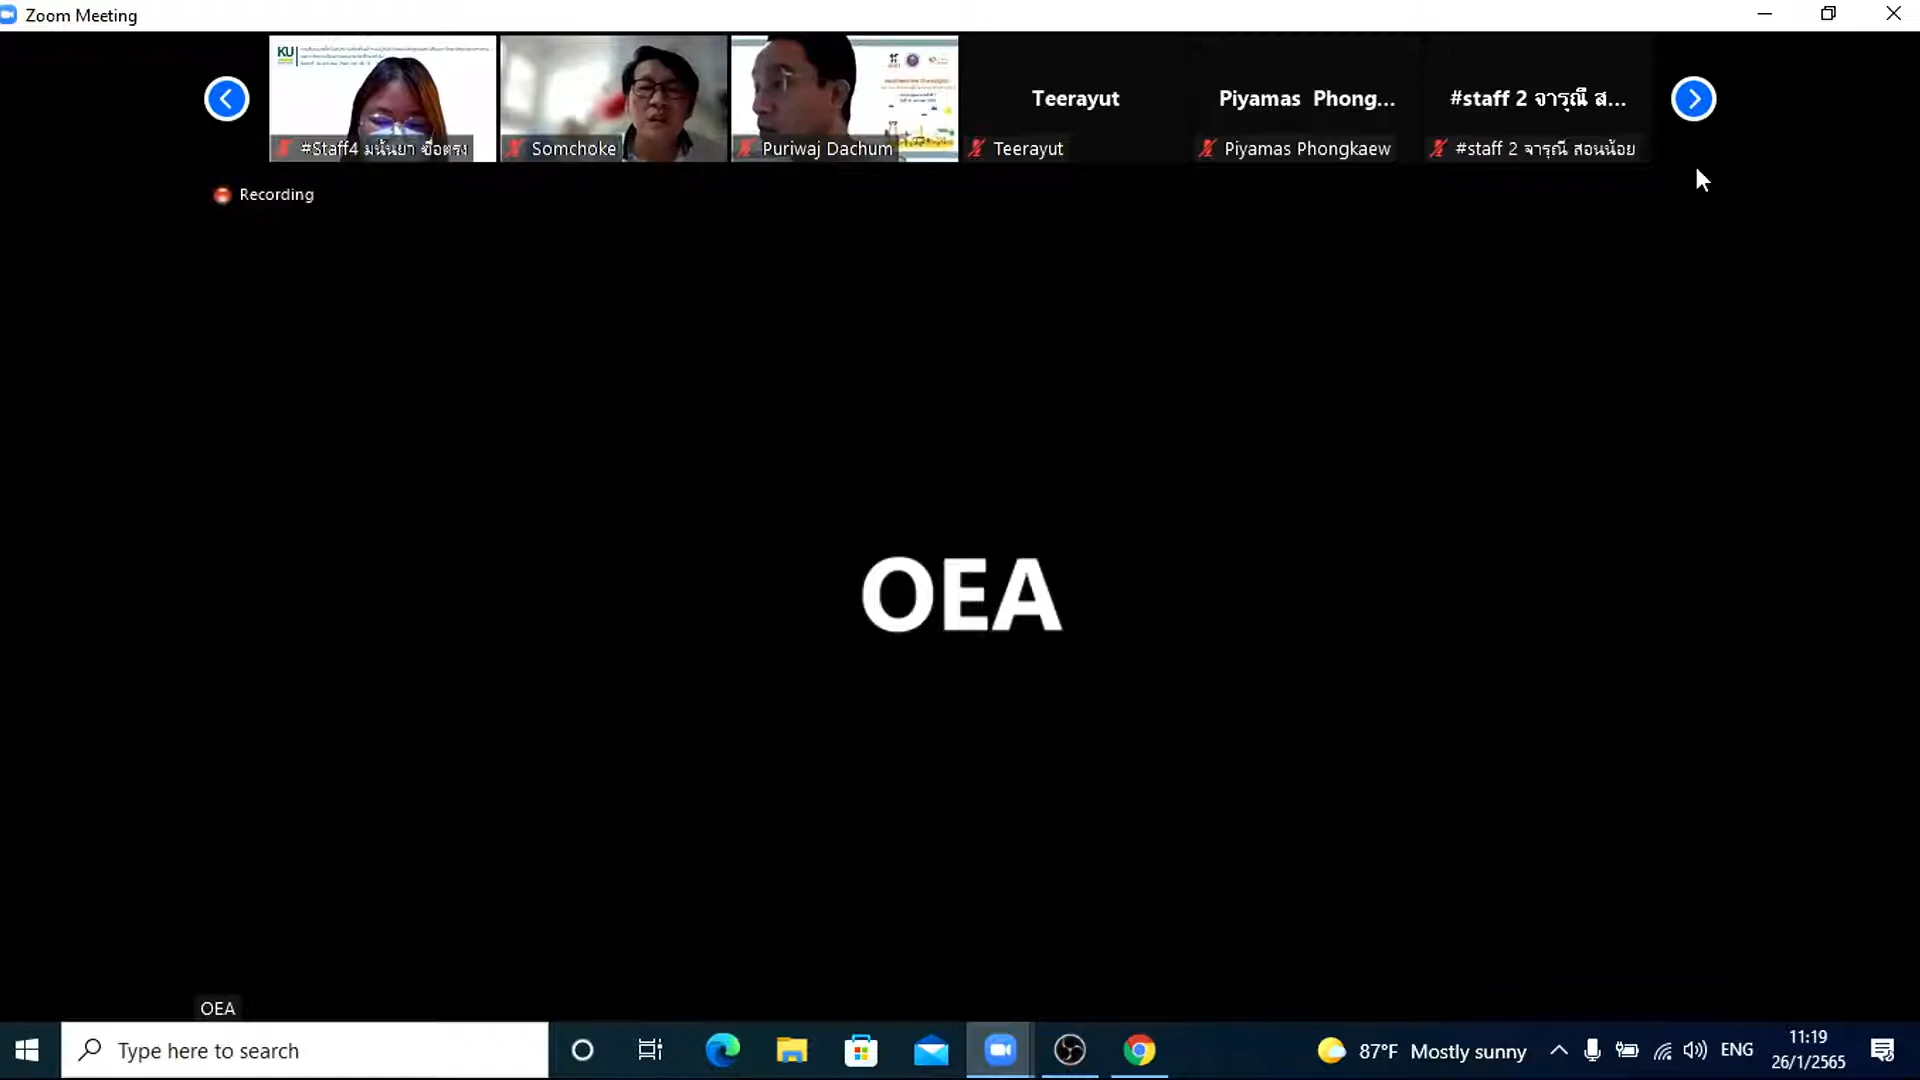 Zoom Meeting
KU
Teerayut
Piyamas Phong...
#staff 2 จารุณี ส...
#Staff4 มนันยา ซื่อตรง
Somchoke
Puriwaj Dachum
Teerayut
Piyamas Phongkaew
#staff 2 จารุณี สอนน้อย
Recording
OEA
OEA
Type here to search
87°F Mostly sunny
ENG
11:19
26/1/2565